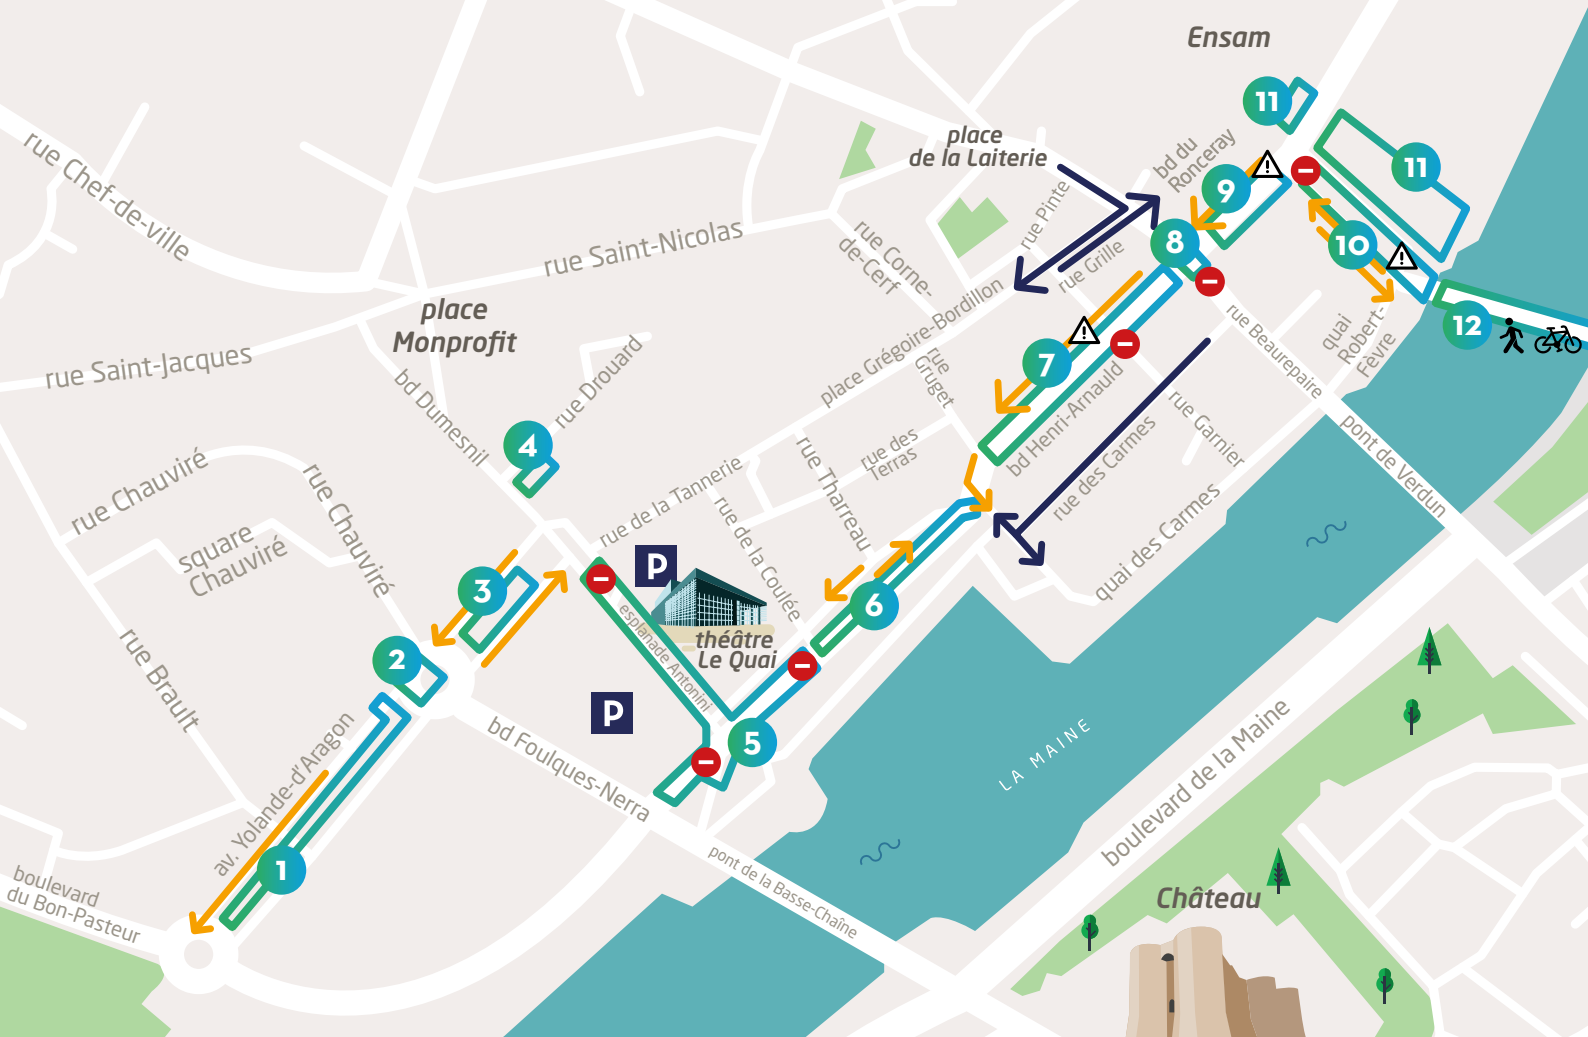 Ensam
11
place
de la Laiterie
bd du
Ronceray
11
9
rue Chef-de-ville
rue Pinte
8
10
rue Saint-Nicolas
rue Corne-
de-Cerf
rue Grille
place
Monprofit
place Grégoire-Bordillon
12
rue Saint-Jacques
rue Drouard
rue
Gruget
7
rue Beaurepaire
quai
Robert-
Fèvre
bd Dumesnil
bd Henri-Arnauld
rue Garnier
4
rue des
Terras
rue des Carmes
pont de Verdun
rue Chauviré
rue Chauviré
rue de la Tannerie
rue Tharreau
square
Chauviré
rue de la Coulée
quai des Carmes
P
3
esplanade Antonini
6
théâtre
Le Quai
rue Brault
2
P
5
bd Foulques-Nerra
LA MAINE
boulevard de la Maine
av. Yolande-d'Aragon
1
pont de la Basse-Chaîne
boulevard
du Bon-Pasteur
Château